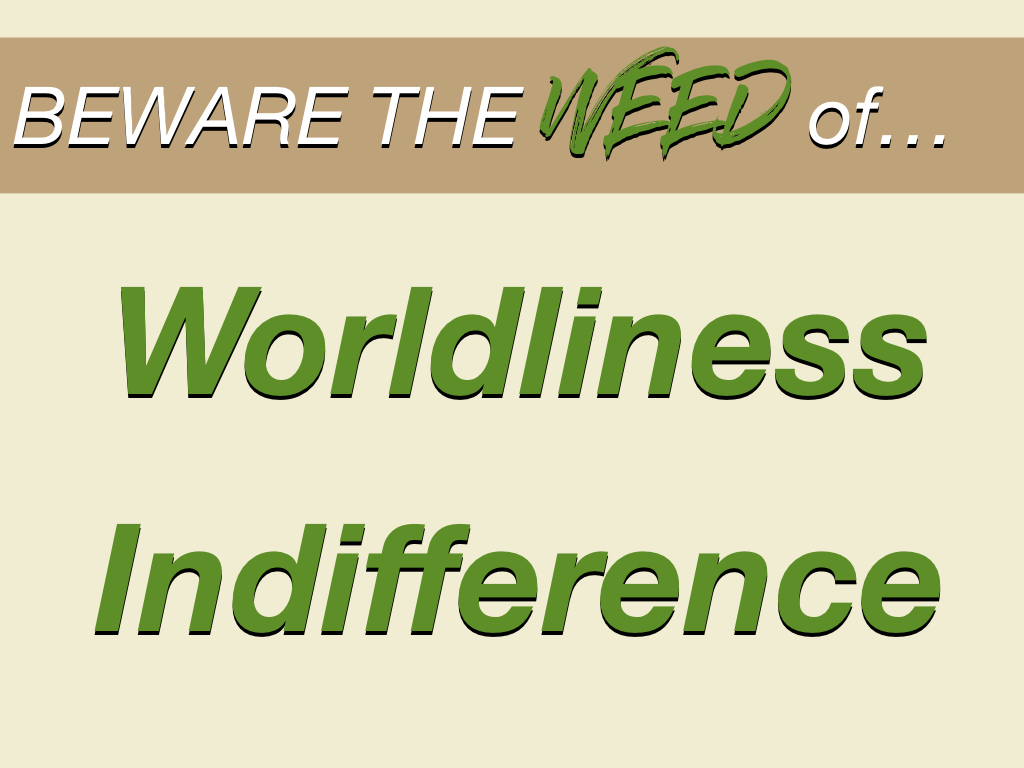 BEWARE THE WEED of...
Worldliness
Indifference